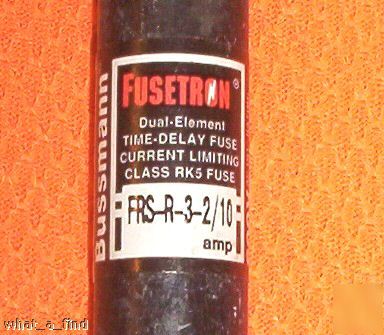 Bussmann
FUSETRON®
Dual-Element
TIME-DELAY FUSE
CURRENT LIMITING
CLASS RK5 FUSE
FRS-R-3-2/10
amp
what_a_find